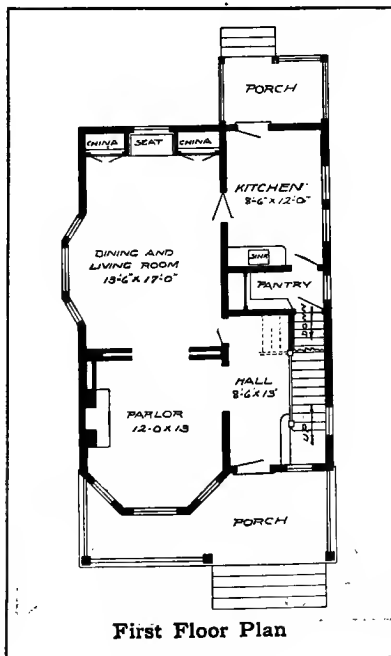 PORCH
CHINA SEAT CHINA
KITCHEN
8'-6" X 12'-0"
SINK
DINING AND
LIVING ROOM
13'-6" X 17'-0"
PANTRY
DOWN
HALL
8'-6" X 13'
PARLOR
12-0 X 13
UP
PORCH
First Floor Plan